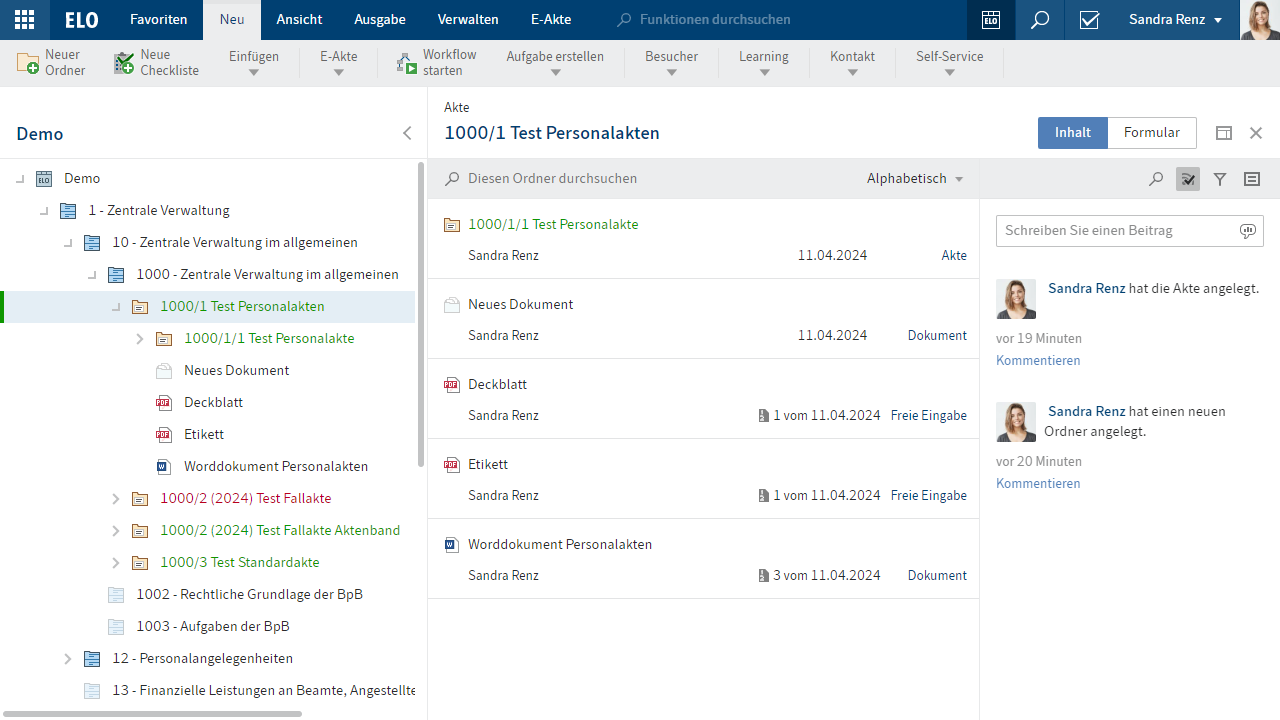 ELO
Favoriten
Neu
Ansicht
Ausgabe
Verwalten
E-Akte
Funktionen durchsuchen
ELO
Sandra Renz
Neuer
Ordner
Neue
Checkliste
Einfügen
E-Akte
Workflow
starten
Aufgabe erstellen
Besucher
Learning
Kontakt
Self-Service
Demo
ELO
Demo
1 - Zentrale Verwaltung
10 - Zentrale Verwaltung im allgemeinen
1000 - Zentrale Verwaltung im allgemeinen
1000/1 Test Personalakten
1000/1/1 Test Personalakte
Neues Dokument
PDF
Deckblatt
PDF
Etikett
W
Worddokument Personalakten
1000/2 (2024) Test Fallakte
1000/2 (2024) Test Fallakte Aktenband
1000/3 Test Standardakte
1002 - Rechtliche Grundlage der BpB
1003 - Aufgaben der BpB
12 - Personalangelegenheiten
13 - Finanzielle Leistungen an Beamte, Angestellte
Akte
1000/1 Test Personalakten
Inhalt
Formular
Diesen Ordner durchsuchen
Alphabetisch
1000/1/1 Test Personalakte
Sandra Renz 11.04.2024 Akte
Neues Dokument
Sandra Renz 11.04.2024 Dokument
PDF
Deckblatt
Sandra Renz 1 vom 11.04.2024 Freie Eingabe
PDF
Etikett
Sandra Renz 1 vom 11.04.2024 Freie Eingabe
W
Worddokument Personalakten
Sandra Renz 3 vom 11.04.2024 Dokument
Schreiben Sie einen Beitrag
Sandra Renz hat die Akte angelegt.
vor 19 Minuten
Kommentieren
Sandra Renz hat einen neuen
Ordner angelegt.
vor 20 Minuten
Kommentieren